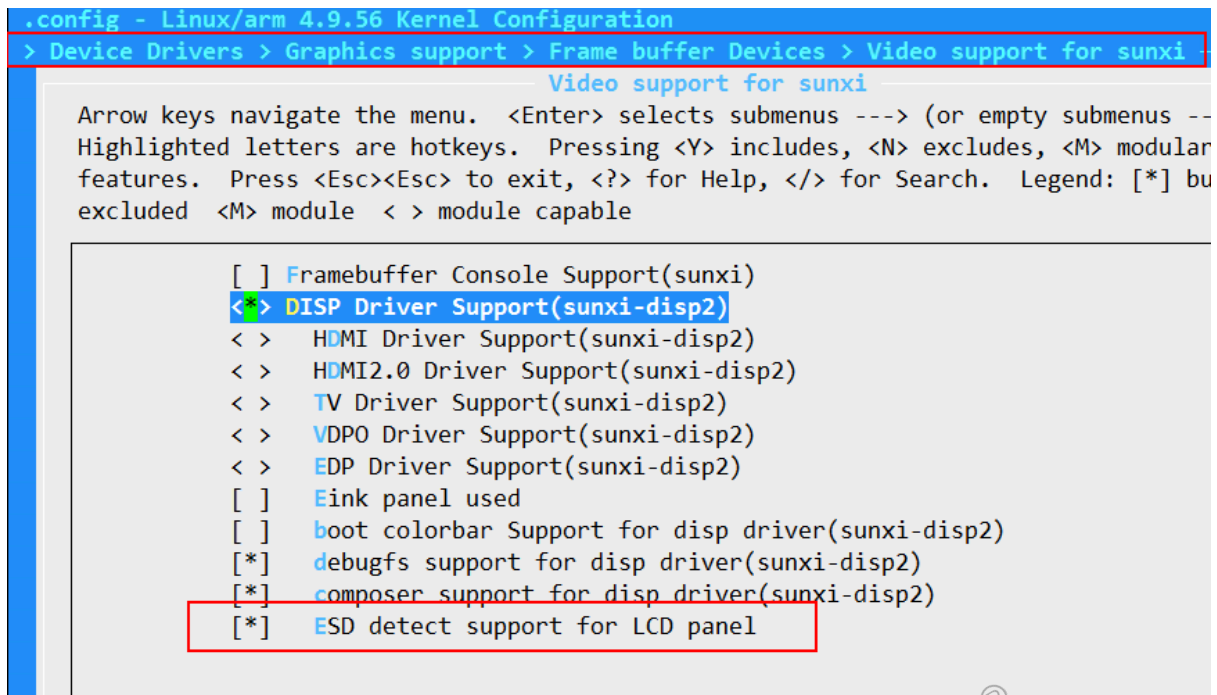 .config - Linux/arm 4.9.56 Kernel Configuration
> Device Drivers > Graphics support > Frame buffer Devices > Video support for sunxi -
Video support for sunxi
Arrow keys navigate the menu.  <Enter> selects submenus ---> (or empty submenus --
Highlighted letters are hotkeys.  Pressing <Y> includes, <N> excludes, <M> modular
features.  Press <Esc><Esc> to exit, <?> for Help, </> for Search.  Legend: [*] bu
excluded  <M> module  < > module capable
[ ] Framebuffer Console Support(sunxi)
<*> DISP Driver Support(sunxi-disp2)
< >   HDMI Driver Support(sunxi-disp2)
< >   HDMI2.0 Driver Support(sunxi-disp2)
< >   TV Driver Support(sunxi-disp2)
< >   VDPO Driver Support(sunxi-disp2)
< >   EDP Driver Support(sunxi-disp2)
[ ]   Eink panel used
[ ]   boot colorbar Support for disp driver(sunxi-disp2)
[*]   debugfs support for disp driver(sunxi-disp2)
[*]   composer support for disp driver(sunxi-disp2)
[*]   ESD detect support for LCD panel